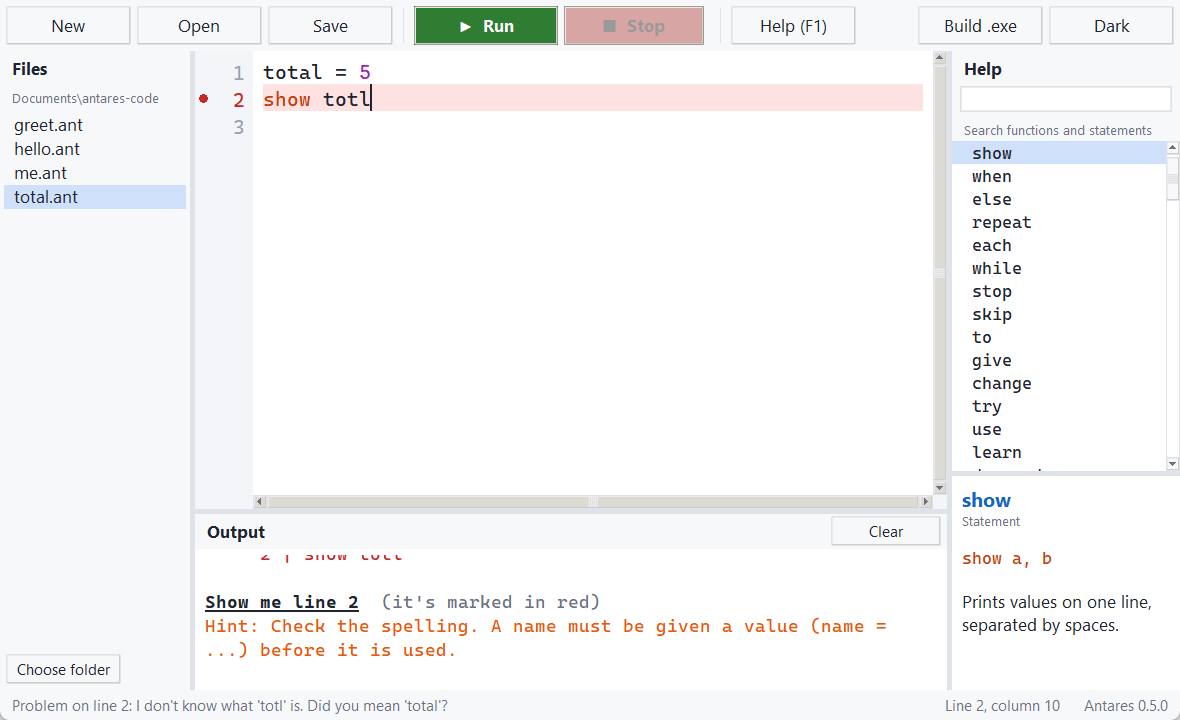 New Open Save ▶ Run ■ Stop Help (F1) Build .exe Dark
Files
Documents\antares-code
greet.ant
hello.ant
me.ant
total.ant
Choose folder
1 total = 5
2 show totl
3
Output
Clear
2 | show totl
Show me line 2 (it's marked in red)
Hint: Check the spelling. A name must be given a value (name =
...) before it is used.
Help
Search functions and statements
show
when
else
repeat
each
while
stop
skip
to
give
change
try
use
learn
show
Statement
show a, b
Prints values on one line,
separated by spaces.
Problem on line 2: I don't know what 'totl' is. Did you mean 'total'?
Line 2, column 10
Antares 0.5.0